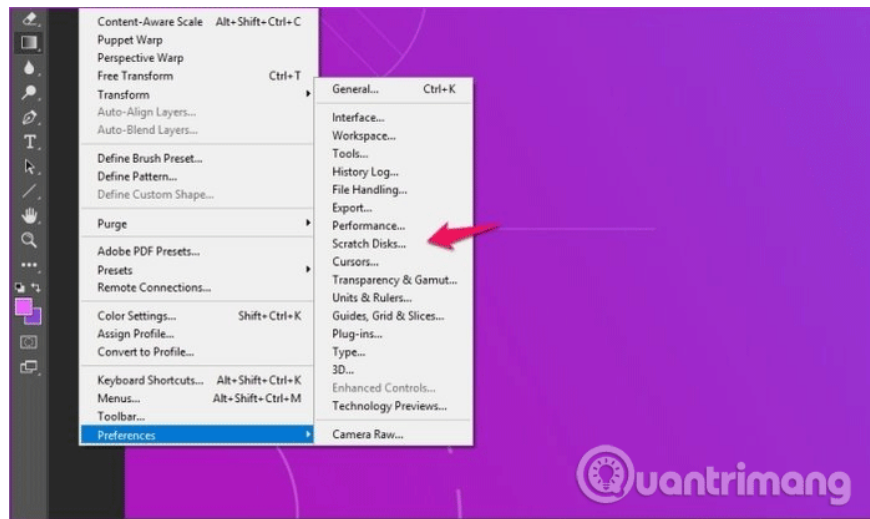 Content-Aware Scale Alt+Shift+Ctrl+C
Puppet Warp
Perspective Warp
Free Transform Ctrl+T
Transform
Auto-Align Layers...
Auto-Blend Layers...
Define Brush Preset...
Define Pattern...
Define Custom Shape...
Purge
Adobe PDF Presets...
Presets
Remote Connections...
Color Settings... Shift+Ctrl+K
Assign Profile...
Convert to Profile...
Keyboard Shortcuts... Alt+Shift+Ctrl+K
Menus... Alt+Shift+Ctrl+M
Toolbar...
Preferences
General... Ctrl+K
Interface...
Workspace...
Tools...
History Log...
File Handling...
Export...
Performance...
Scratch Disks...
Cursors...
Transparency & Gamut...
Units & Rulers...
Guides, Grid & Slices...
Plug-ins...
Type...
3D...
Enhanced Controls...
Technology Previews...
Camera Raw...
Quantrimang